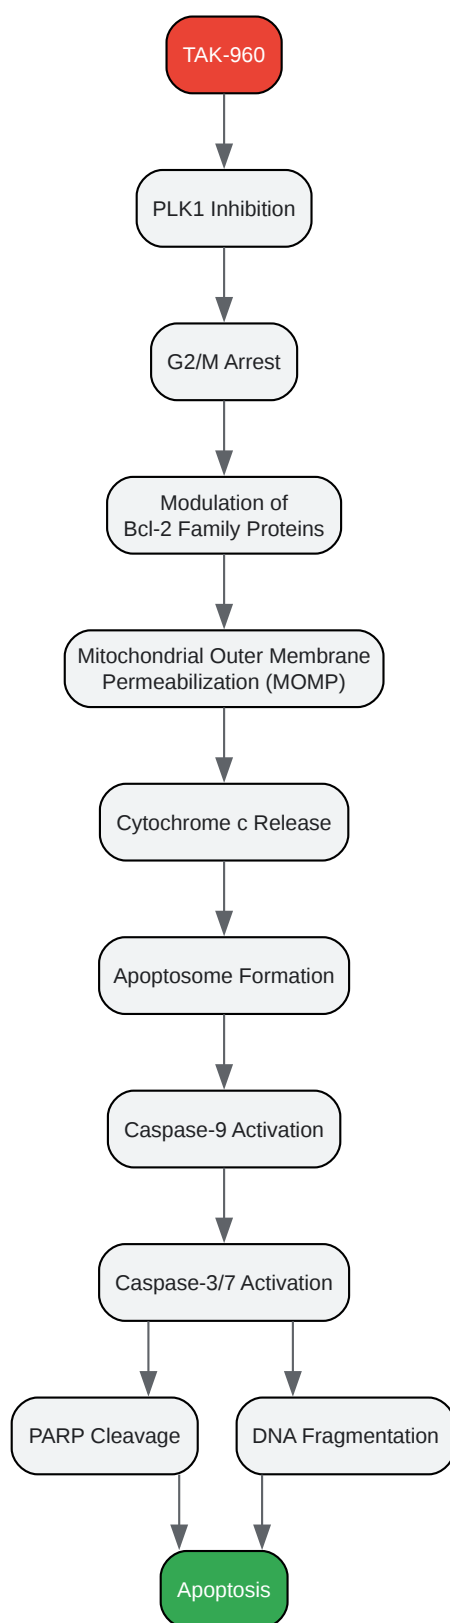 TAK-960
PLK1 Inhibition
G2/M Arrest
Modulation of
Bcl-2 Family Proteins
Mitochondrial Outer Membrane
Permeabilization (MOMP)
Cytochrome c Release
Apoptosome Formation
Caspase-9 Activation
Caspase-3/7 Activation
PARP Cleavage
DNA Fragmentation
Apoptosis